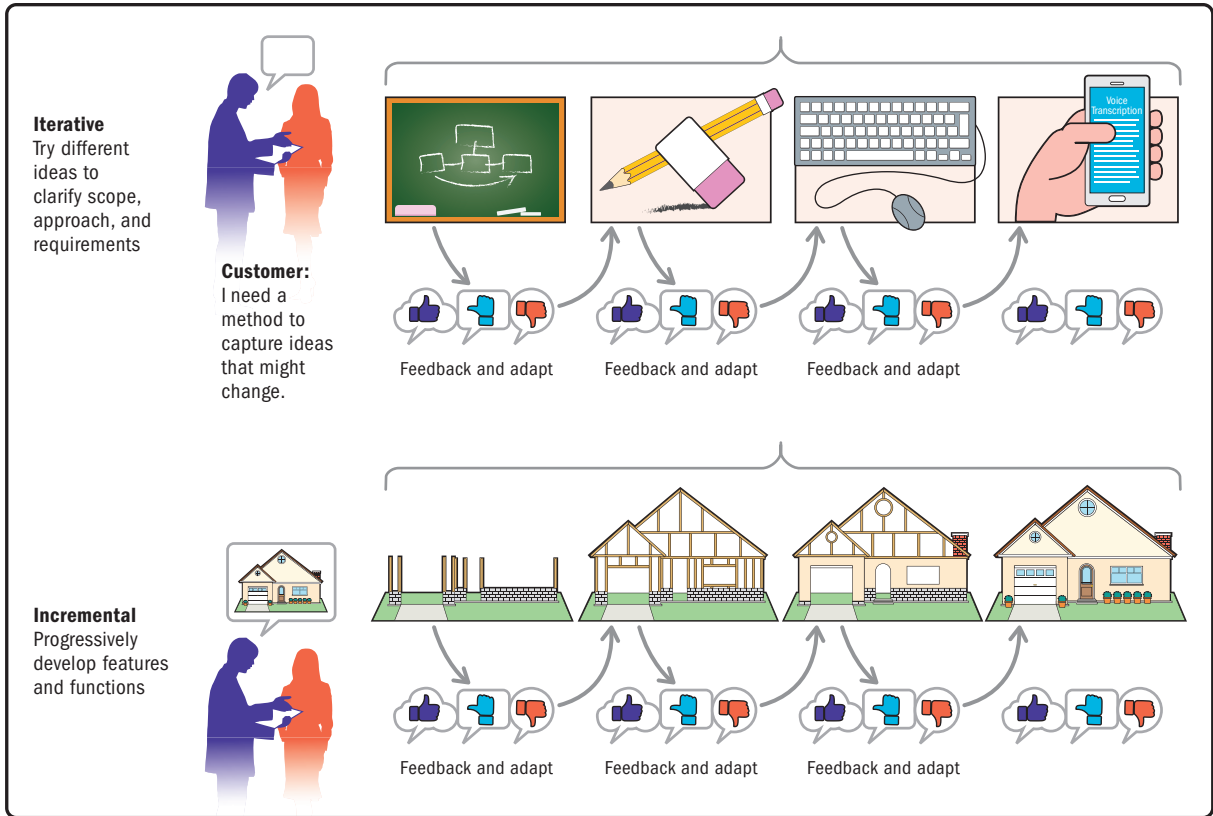 Iterative
Try different
ideas to
clarify scope,
approach, and
requirements
Customer:
I need a
method to
capture ideas
that might
change.
Voice
Transcription
Feedback and adapt
Feedback and adapt
Feedback and adapt
Incremental
Progressively
develop features
and functions
Feedback and adapt
Feedback and adapt
Feedback and adapt